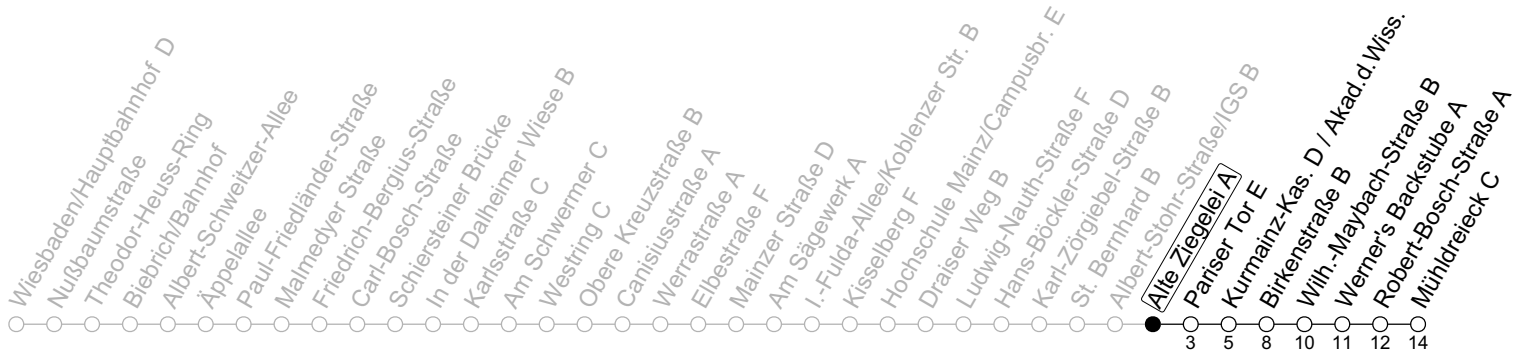 Wiesbaden/Hauptbahnhof D
Nußbaumstraße
Theodor-Heuss-Ring
Biebrich/Bahnhof
Albert-Schweitzer-Allee
Äppelallee
Paul-Friedländer-Straße
Malmedyer Straße
Friedrich-Bergius-Straße
Carl-Bosch-Straße
Schiersteiner Brücke
In der Dalheimer Wiese B
Karlsstraße C
Am Schwermer C
Westring C
Obere Kreuzstraße B
Canisiusstraße A
Werrastraße A
Elbestraße F
Mainzer Straße D
Am Sägewerk A
I.-Fulda-Allee/Koblenzer Str. B
Kisselberg F
Hochschule Mainz/Campusbr. E
Draiser Weg B
Ludwig-Nauth-Straße F
Hans-Böckler-Straße D
Karl-Zörgiebel-Straße B
St. Bernhard B
Albert-Stohr-Straße/IGS B
Alte Ziegelei A
Pariser Tor E
Kurmainz-Kas. D / Akad.d.Wiss.
Birkenstraße B
Wilh.-Maybach-Straße B
Werner's Backstube A
Robert-Bosch-Straße A
Mühldreieck C
3 5 8 10 11 12 14